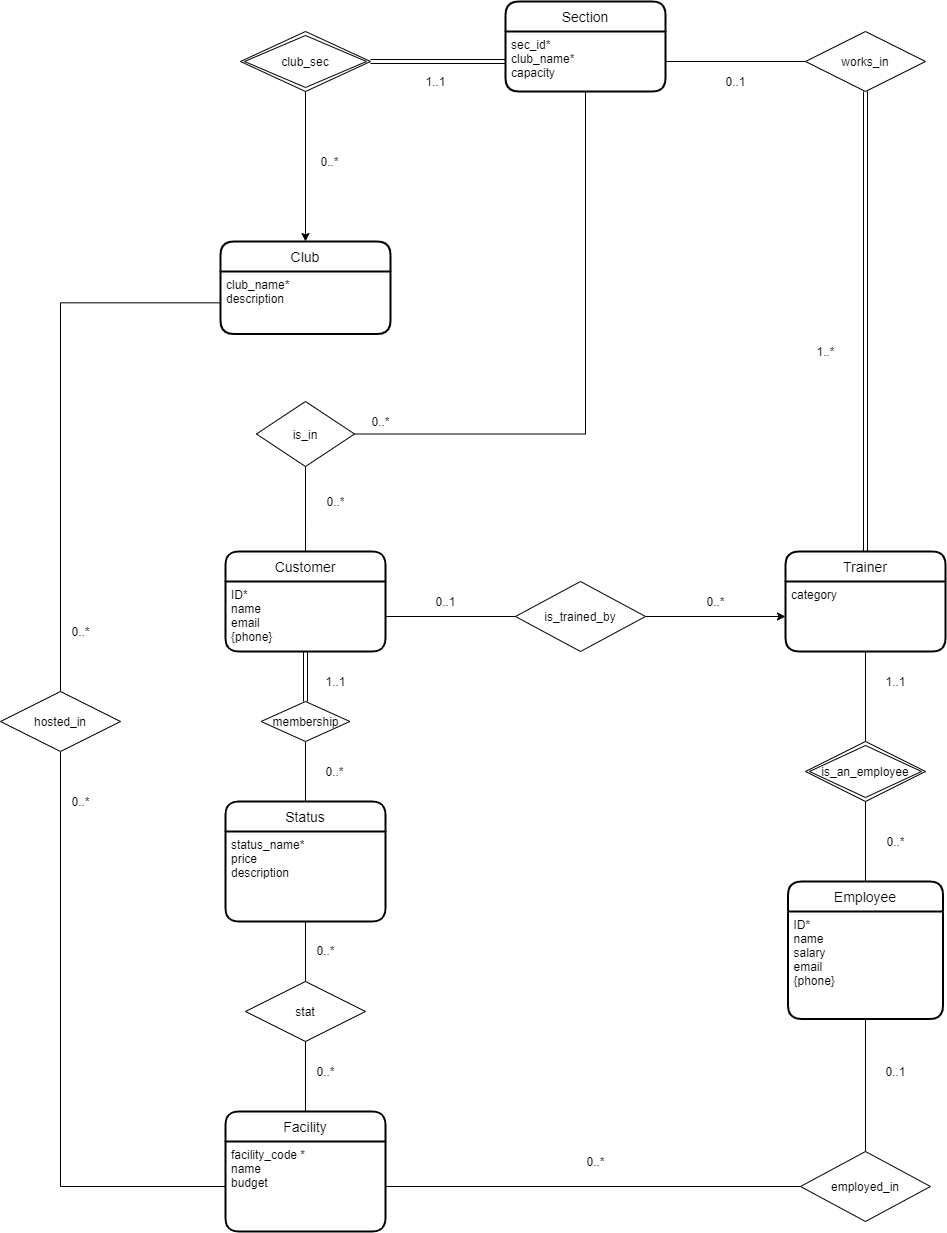 Section
sec_id*
club_name*
capacity
club_sec
1..1
0..1
works_in
0..*
Club
club_name*
description
1..*
is_in
0..*
0..*
Customer
ID*
name
email
{phone}
0..1
is_trained_by
0..*
Trainer
category
0..*
1..1
1..1
hosted_in
membership
0..*
0..*
is_an_employee
0..*
Status
status_name*
price
description
Employee
ID*
name
salary
email
{phone}
0..*
stat
0..*
0..1
Facility
facility_code *
name
budget
0..*
employed_in